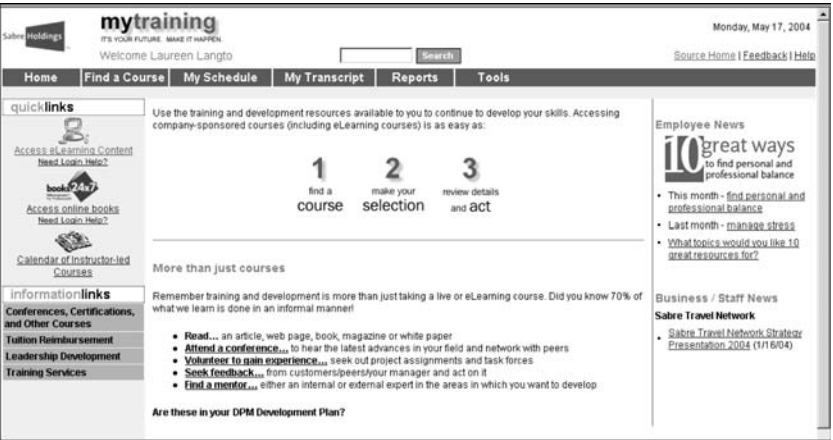 Sabre Holdings
mytraining
IT'S YOUR FUTURE. MAKE IT HAPPEN.
Welcome Laureen Langto
Search
Monday, May 17, 2004
Source Home | Feedback | Help
Home Find a Course My Schedule My Transcript Reports Tools
quicklinks
Access eLearning Content
Need Login Help?
books24x7
Access online books
Need Login Help?
Calendar of Instructor-led
Courses
informationlinks
Conferences, Certifications,
and Other Courses
Tuition Reimbursement
Leadership Development
Training Services
Use the training and development resources available to you to continue to develop your skills. Accessing
company-sponsored courses (including eLearning courses) is as easy as:
1 2 3
find a make your review details
course selection and act
More than just courses
Remember training and development is more than just taking a live or eLearning course. Did you know 70% of
what we learn is done in an informal manner!
• Read... an article, web page, book, magazine or white paper
• Attend a conference... to hear the latest advances in your field and network with peers
• Volunteer to gain experience... seek out project assignments and task forces
• Seek feedback... from customers/peers/your manager and act on it
• Find a mentor... either an internal or external expert in the areas in which you want to develop
Are these in your DPM Development Plan?
Employee News
10 great ways
to find personal and
professional balance
• This month - find personal and
professional balance
• Last month - manage stress
• What topics would you like 10
great resources for?
Business / Staff News
Sabre Travel Network
• Sabre Travel Network Strategy
Presentation 2004 (1/16/04)